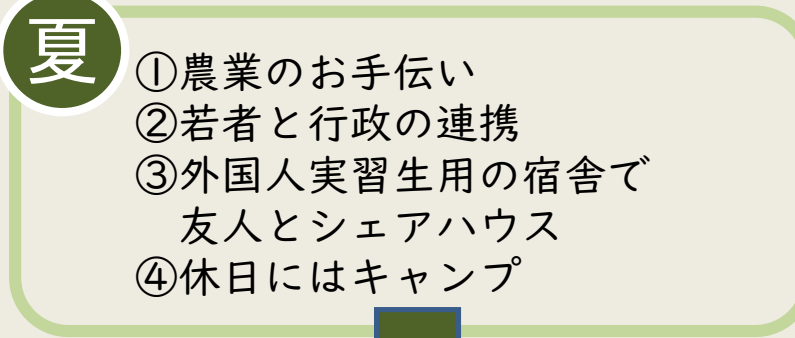 夏
①農業のお手伝い
②若者と行政の連携
③外国人実習生用の宿舎で
友人とシェアハウス
④休日にはキャンプ